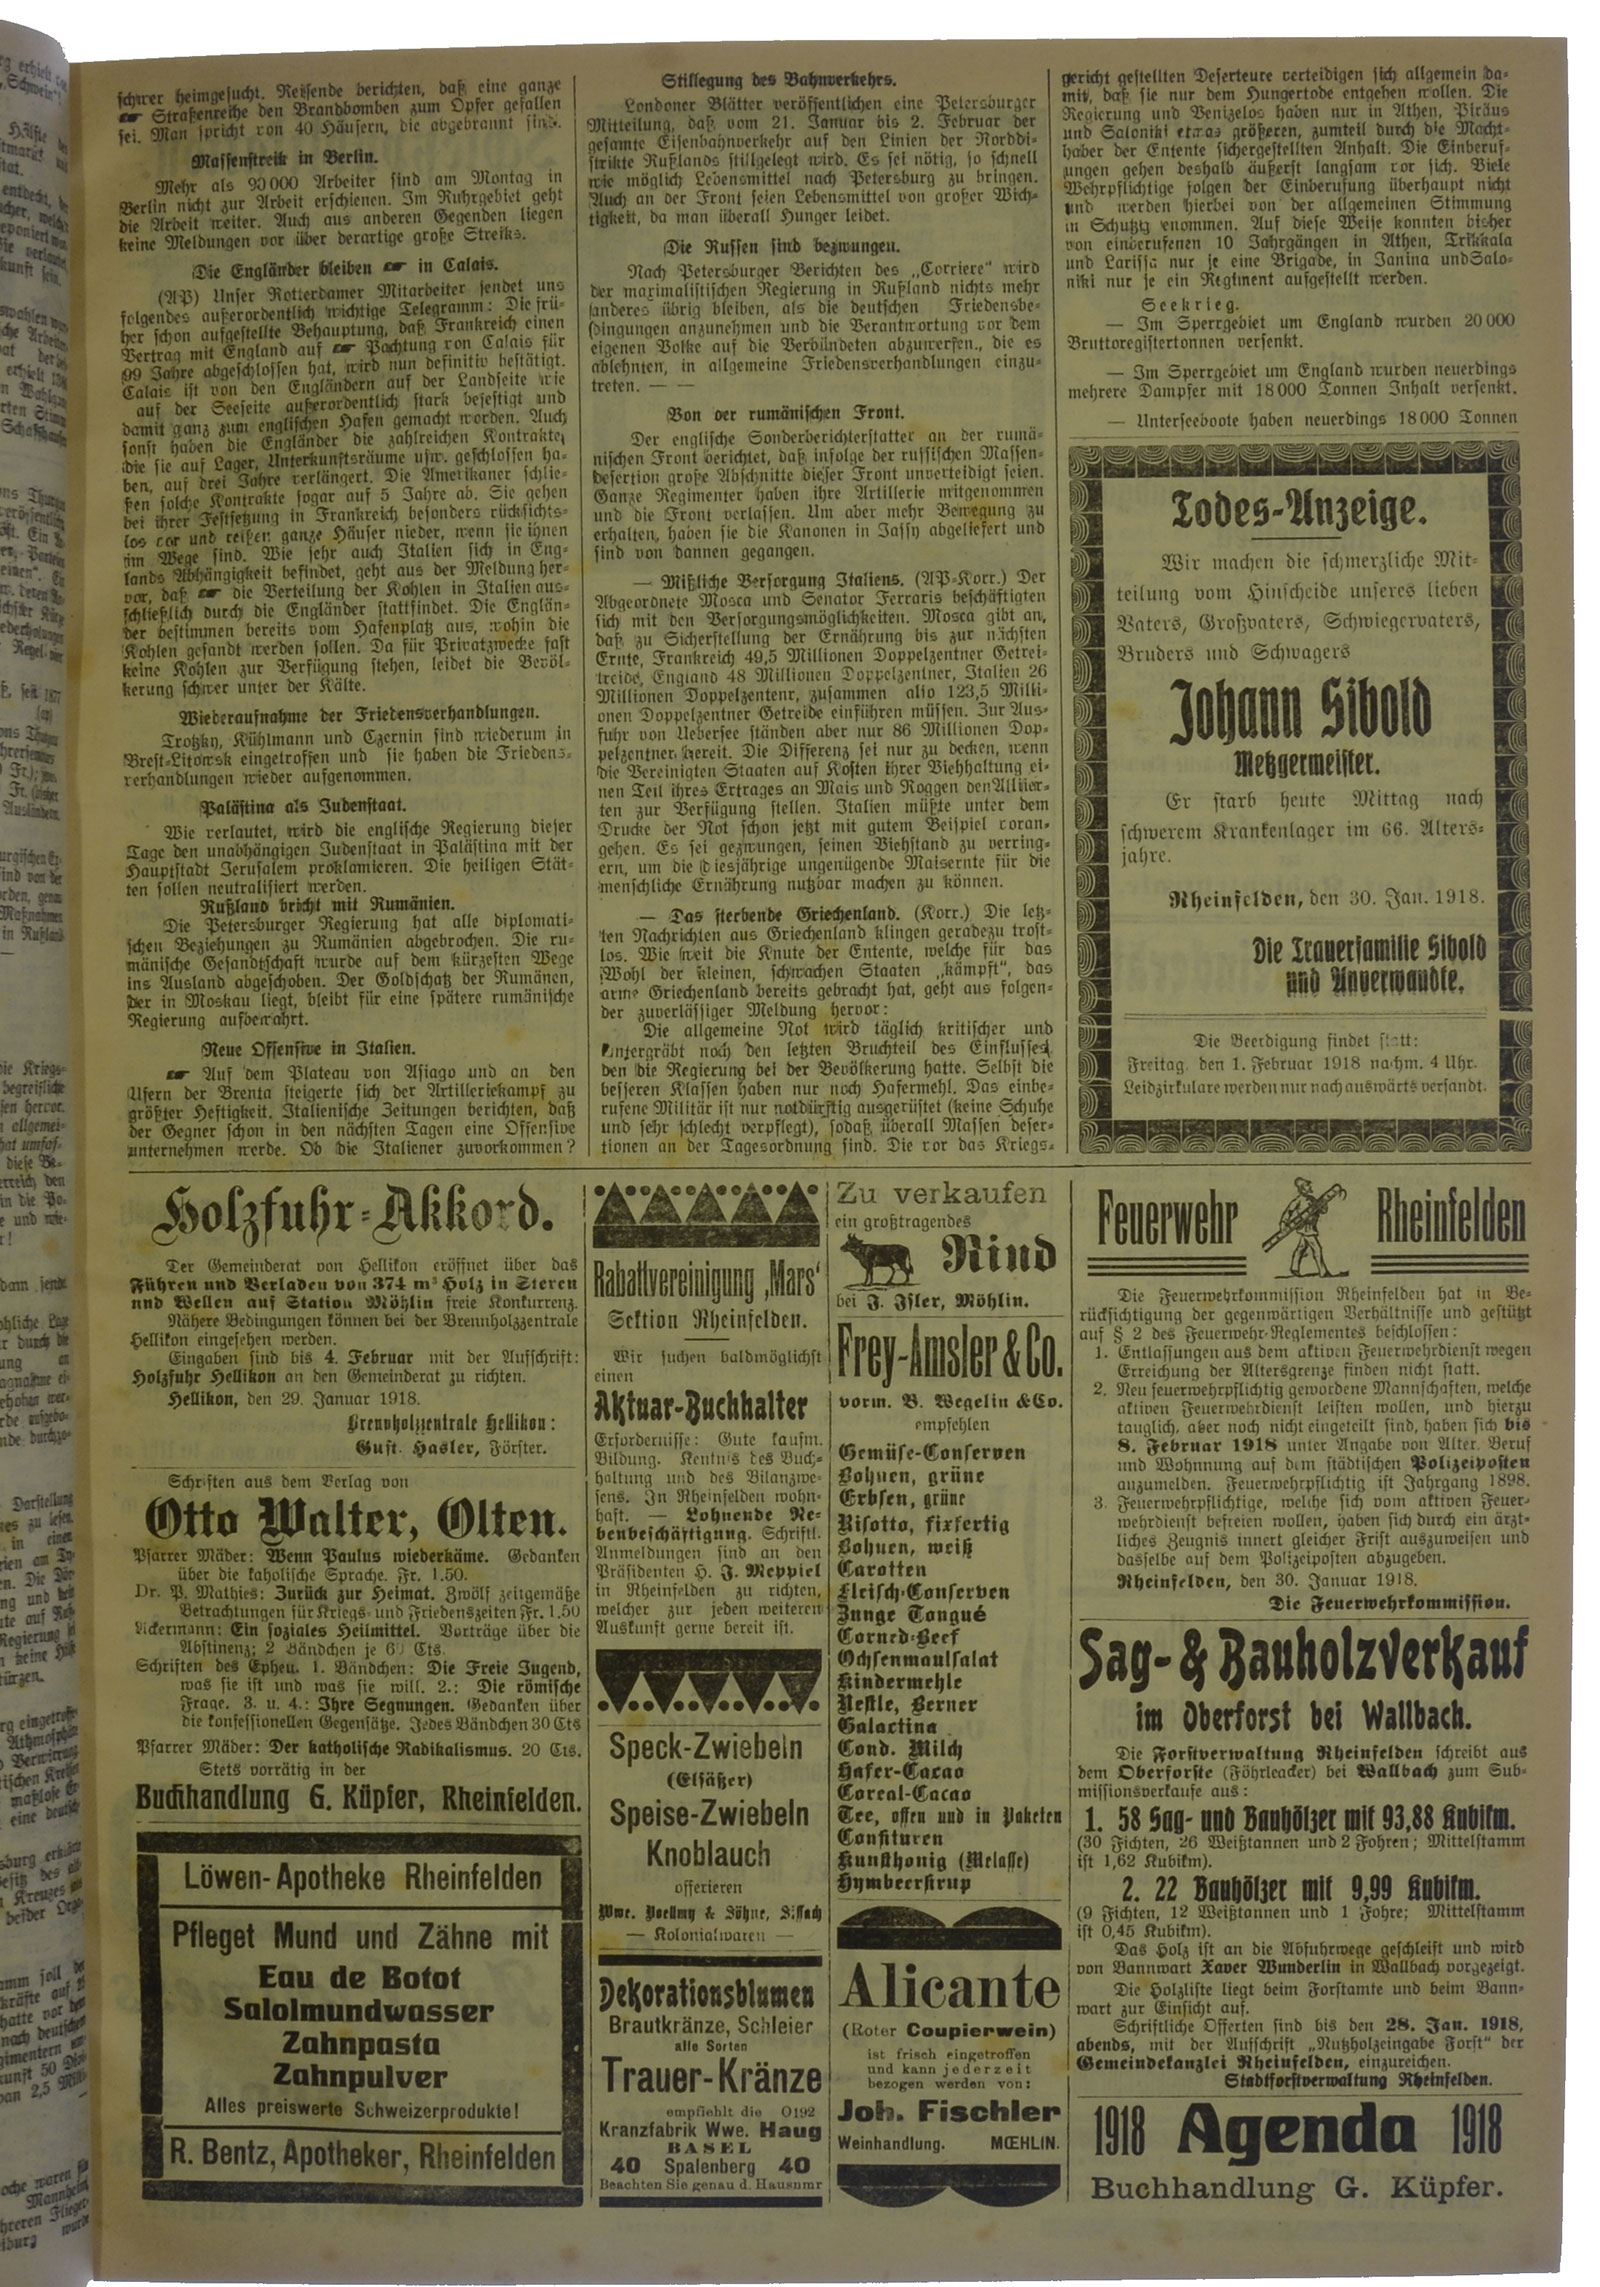 schwer heimgesucht. Reisende berichten, daß eine ganze
Straßenreihe den Brandbomben zum Opfer gefallen
sei. Man spricht von 40 Häusern, die abgebrannt sind.
Massenstreik in Berlin.
Mehr als 90000 Arbeiter sind am Montag in
Berlin nicht zur Arbeit erschienen. Im Ruhrgebiet geht
die Arbeit weiter. Auch aus anderen Gegenden liegen
keine Meldungen vor über derartige große Streiks.
Die Engländer bleiben in Calais.
(AP) Unser Rotterdamer Mitarbeiter sendet uns
folgendes außerordentlich wichtige Telegramm: Die frü-
her schon aufgestellte Behauptung, daß Frankreich einen
Vertrag mit England auf Pachtung von Calais für
99 Jahre abgeschlossen hat, wird nun definitiv bestätigt.
Calais ist von den Engländern auf der Landseite wie
auf der Seeseite außerordentlich stark befestigt und
damit ganz zum englischen Hafen gemacht worden. Auch
sonst haben die Engländer die zahlreichen Kontrakte,
die sie auf Lager, Unterkunftsräume usw. geschlossen ha-
ben, auf drei Jahre verlängert. Die Amerikaner schlie-
ßen solche Kontrakte sogar auf 5 Jahre ab. Sie gehen
bei ihrer Festsetzung in Frankreich besonders rücksichts-
los vor und reißen ganze Häuser nieder, wenn sie ihnen
im Wege sind. Wie sehr auch Italien sich in Eng-
lands Abhängigkeit befindet, geht aus der Meldung her-
vor, daß die Verteilung der Kohlen in Italien aus-
schließlich durch die Engländer stattfindet. Die Englän-
der bestimmen bereits vom Hafenplatz aus, wohin die
Kohlen gesandt werden sollen. Da für Privatzwecke fast
keine Kohlen zur Verfügung stehen, leidet die Bevöl-
kerung schwer unter der Kälte.
Wiederaufnahme der Friedensverhandlungen.
Trotzky, Kühlmann und Czernin sind wiederum in
Brest-Litowsk eingetroffen und sie haben die Friedens-
verhandlungen wieder aufgenommen.
Palästina als Judenstaat.
Wie verlautet, wird die englische Regierung dieser
Tage den unabhängigen Judenstaat in Palästina mit der
Hauptstadt Jerusalem proklamieren. Die heiligen Stät-
ten sollen neutralisiert werden.
Rußland bricht mit Rumänien.
Die Petersburger Regierung hat alle diplomati-
schen Beziehungen zu Rumänien abgebrochen. Die ru-
mänische Gesandtschaft wurde auf dem kürzesten Wege
ins Ausland abgeschoben. Der Goldschatz der Rumänen,
der in Moskau liegt, bleibt für eine spätere rumänische
Regierung aufbewahrt.
Neue Offensive in Italien.
Auf dem Plateau von Asiago und an den
Ufern der Brenta steigerte sich der Artilleriekampf zu
größter Heftigkeit. Italienische Zeitungen berichten, daß
der Gegner schon in den nächsten Tagen eine Offensive
unternehmen werde. Ob die Italiener zuvorkommen?
Stillegung des Bahnverkehrs.
Londoner Blätter veröffentlichen eine Petersburger
Mitteilung, daß vom 21. Januar bis 2. Februar der
gesamte Eisenbahnverkehr auf den Linien der Norddi-
strikte Rußlands stillgelegt wird. Es sei nötig, so schnell
wie möglich Lebensmittel nach Petersburg zu bringen.
Auch an der Front seien Lebensmittel von großer Wich-
tigkeit, da man überall Hunger leidet.
Die Russen sind bezwungen.
Nach Petersburger Berichten des „Corriere“ wird
der maximalistischen Regierung in Rußland nichts mehr
anderes übrig bleiben, als die deutschen Friedensbe-
dingungen anzunehmen und die Verantwortung vor dem
eigenen Volke auf die Verbündeten abzuwerfen, die es
ablehnten, in allgemeine Friedensverhandlungen einzu-
treten. — —
Von der rumänischen Front.
Der englische Sonderberichterstatter an der rumä-
nischen Front berichtet, daß infolge der russischen Massen-
desertion große Abschnitte dieser Front unverteidigt seien.
Ganze Regimenter haben ihre Artillerie mitgenommen
und die Front verlassen. Um aber mehr Bewegung zu
erhalten, haben sie die Kanonen in Jassy abgeliefert und
sind von dannen gegangen.
— Mißliche Versorgung Italiens. (AP-Korr.) Der
Abgeordnete Mosca und Senator Ferraris beschäftigten
sich mit den Versorgungsmöglichkeiten. Mosca gibt an,
daß zu Sicherstellung der Ernährung bis zur nächsten
Ernte, Frankreich 49,5 Millionen Doppelzentner Getrei-
treide, England 48 Millionen Doppelzentner, Italien 26
Millionen Doppelzentenr, zusammen also 123,5 Milli-
onen Doppelzentner Getreide einführen müssen. Zur Aus-
fuhr von Uebersee ständen aber nur 86 Millionen Dop-
pelzentner bereit. Die Differenz sei nur zu decken, wenn
die Vereinigten Staaten auf Kosten ihrer Viehhaltung ei-
nen Teil ihres Ertrages an Mais und Roggen den Alliier-
ten zur Verfügung stellen. Italien müßte unter dem
Drucke der Not schon jetzt mit gutem Beispiel voran-
gehen. Es sei gezwungen, seinen Viehstand zu verring-
ern, um die diesjährige ungenügende Maisernte für die
menschliche Ernährung nutzbar machen zu können.
— Das sterbende Griechenland. (Korr.) Die letz-
ten Nachrichten aus Griechenland klingen geradezu trost-
los. Wie weit die Knute der Entente, welche für das
Wohl der kleinen, schwachen Staaten „kämpft“, das
arme Griechenland bereits gebracht hat, geht aus folgen-
der zuverlässiger Meldung hervor:
Die allgemeine Not wird täglich kritischer und
untergräbt noch den letzten Bruchteil des Einflusses,
den die Regierung bei der Bevölkerung hatte. Selbst die
besseren Klassen haben nur noch Hafermehl. Das einbe-
rufene Militär ist nur notdürftig ausgerüstet (keine Schuhe
und sehr schlecht verpflegt), sodaß überall Massen deser-
tionen an der Tagesordnung sind. Die vor das Kriegs-
gericht gestellten Deserteure verteidigen sich allgemein da-
mit, daß sie nur dem Hungertode entgehen wollen. Die
Regierung und Venizelos haben nur in Athen, Piräus
und Saloniki etwas größeren, zumteil durch die Macht-
haber der Entente sichergestellten Anhalt. Die Einberuf-
ungen gehen deshalb äußerst langsam vor sich. Viele
Wehrpflichtige folgen der Einberufung überhaupt nicht
und werden hierbei von der allgemeinen Stimmung
in Schutz genommen. Auf diese Weise konnten bisher
von einberufenen 10 Jahrgängen in Athen, Trikkala
und Larissa nur je eine Brigade, in Janina und Salo-
niki nur je ein Regiment aufgestellt werden.
Seekrieg.
— Im Sperrgebiet um England wurden 20000
Bruttoregistertonnen versenkt.
— Im Sperrgebiet um England wurden neuerdings
mehrere Dampfer mit 18000 Tonnen Inhalt versenkt.
— Unterseeboote haben neuerdings 18000 Tonnen
Todes-Anzeige.
Wir machen die schmerzliche Mit-
teilung vom Hinscheide unseres lieben
Vaters, Großvaters, Schwiegervaters,
Bruders und Schwagers
Johann Sibold
Metzgermeister.
Er starb heute Mittag nach
schwerem Krankenlager im 66. Alters-
jahre.
Rheinfelden, den 30. Jan. 1918.
Die Trauerfamilie Sibold
und Anverwandte.
Die Beerdigung findet statt:
Freitag, den 1. Februar 1918 nachm. 4 Uhr.
Leidzirkulare werden nur nach auswärts versandt.
Holzfuhr-Akkord.
Der Gemeinderat von Hellikon eröffnet über das
Führen und Verladen von 374 m³ Holz in Steren
und Wellen auf Station Möhlin freie Konkurrenz.
Nähere Bedingungen können bei der Brennholzzentrale
Hellikon eingesehen werden.
Eingaben sind bis 4. Februar mit der Aufschrift:
Holzfuhr Hellikon an den Gemeinderat zu richten.
Hellikon, den 29. Januar 1918.
Brennholzzentrale Hellikon:
Gust. Hasler, Förster.
Schriften aus dem Verlag von
Otto Walter, Olten.
Pfarrer Mäder: Wenn Paulus wiederkäme. Gedanken
über die katholische Sprache. Fr. 1.50.
Dr. P. Mathies: Zurück zur Heimat. Zwölf zeitgemäße
Betrachtungen für Kriegs- und Friedenszeiten Fr. 1.50
Ackermann: Ein soziales Heilmittel. Vorträge über die
Abstinenz; 2 Bändchen je 60 Cts.
Schriften des Epheu. 1. Bändchen: Die Freie Jugend,
was sie ist und was sie will. 2.: Die römische
Frage. 3. u. 4.: Ihre Segnungen. Gedanken über
die konfessionellen Gegensätze. Jedes Bändchen 30 Cts
Pfarrer Mäder: Der katholische Radikalismus. 20 Cts.
Stets vorrätig in der
Buchhandlung G. Küpfer, Rheinfelden.
Löwen-Apotheke Rheinfelden
Pfleget Mund und Zähne mit
Eau de Botot
Salolmundwasser
Zahnpasta
Zahnpulver
Alles preiswerte Schweizerprodukte!
R. Bentz, Apotheker, Rheinfelden
Rabattvereinigung ‚Mars‘
Sektion Rheinfelden.
Wir suchen baldmöglichst
einen
Aktuar-Buchhalter
Erfordernisse: Gute kaufm.
Bildung. Kentnis des Buch-
haltung und des Bilanzwe-
sens. In Rheinfelden wohn-
haft. — Lohnende Ne-
benbeschäftigung. Schriftl.
Anmeldungen sind an den
Präsidenten H. J. Meppiel
in Rheinfelden zu richten,
welcher zur jeden weiteren
Auskunft gerne bereit ist.
Speck-Zwiebeln
(Elsäßer)
Speise-Zwiebeln
Knoblauch
offerieren
Wwe. Voellmy & Söhne, Sissach
— Kolonialwaren —
Dekorationsblumen
Brautkränze, Schleier
alle Sorten
Trauer-Kränze
empfiehlt die O192
Kranzfabrik Wwe. Haug
BASEL
40 Spalenberg 40
Beachten Sie genau d. Hausnmr
Zu verkaufen
ein großtragendes
Rind
bei J. Isler, Möhlin.
Frey-Amsler & Co.
vorm. B. Wegelin & Co.
empfehlen
Gemüse-Conserven
Bohnen, grüne
Erbsen, grüne
Risotto, fixfertig
Bohnen, weiß
Carotten
Fleisch-Conserven
Zunge Tongué
Corned-Beef
Ochsenmaulsalat
Kindermehle
Nestle, Berner
Galactina
Cond. Milch
Hafer-Cacao
Cereal-Cacao
Tee, offen und in Paketen
Confituren
Kunsthonig (Melasse)
Hymbeersirup
Alicante
(Roter Coupierwein)
ist frisch eingetroffen
und kann jederzeit
bezogen werden von:
Joh. Fischler
Weinhandlung. MŒHLIN.
Feuerwehr Rheinfelden
Die Feuerwehrkommission Rheinfelden hat in Be-
rücksichtigung der gegenwärtigen Verhältnisse und gestützt
auf § 2 des Feuerwehr-Reglementes beschlossen:
1. Entlassungen aus dem aktiven Feuerwehrdienst wegen
Erreichung der Altersgrenze finden nicht statt.
2. Neu feuerwehrpflichtig gewordene Mannschaften, welche
aktiven Feuerwehrdienst leisten wollen, und hierzu
tauglich, aber noch nicht eingeteilt sind, haben sich bis
8. Februar 1918 unter Angabe von Alter, Beruf
und Wohnnung auf dem städtischen Polizeiposten
anzumelden. Feuerwehrpflichtig ist Jahrgang 1898.
3. Feuerwehrpflichtige, welche sich vom aktiven Feuer-
wehrdienst befreien wollen, haben sich durch ein ärzt-
liches Zeugnis innert gleicher Frist auszuweisen und
dasselbe auf dem Polizeiposten abzugeben.
Rheinfelden, den 30. Januar 1918.
Die Feuerwehrkommission.
Sag- & Bauholzverkauf
im Oberforst bei Wallbach.
Die Forstverwaltung Rheinfelden schreibt aus
dem Oberforste (Föhrleacker) bei Wallbach zum Sub-
missionsverkaufe aus:
1. 58 Sag- und Bauhölzer mit 93,88 Kubikm.
(30 Fichten, 26 Weißtannen und 2 Fohren; Mittelstamm
ist 1,62 Kubikm).
2. 22 Bauhölzer mit 9,99 Kubikm.
(9 Fichten, 12 Weißtannen und 1 Fohre; Mittelstamm
ist 0,45 Kubikm).
Das Holz ist an die Abfuhrwege geschleift und wird
von Bannwart Xaver Wunderlin in Wallbach vorgezeigt.
Die Holzliste liegt beim Forstamte und beim Bann-
wart zur Einsicht auf.
Schriftliche Offerten sind bis den 28. Jan. 1918,
abends, mit der Aufschrift „Nutzholzeingabe Forst“ der
Gemeindekanzlei Rheinfelden, einzureichen.
Stadtforstverwaltung Rheinfelden.
1918 Agenda 1918
Buchhandlung G. Küpfer.